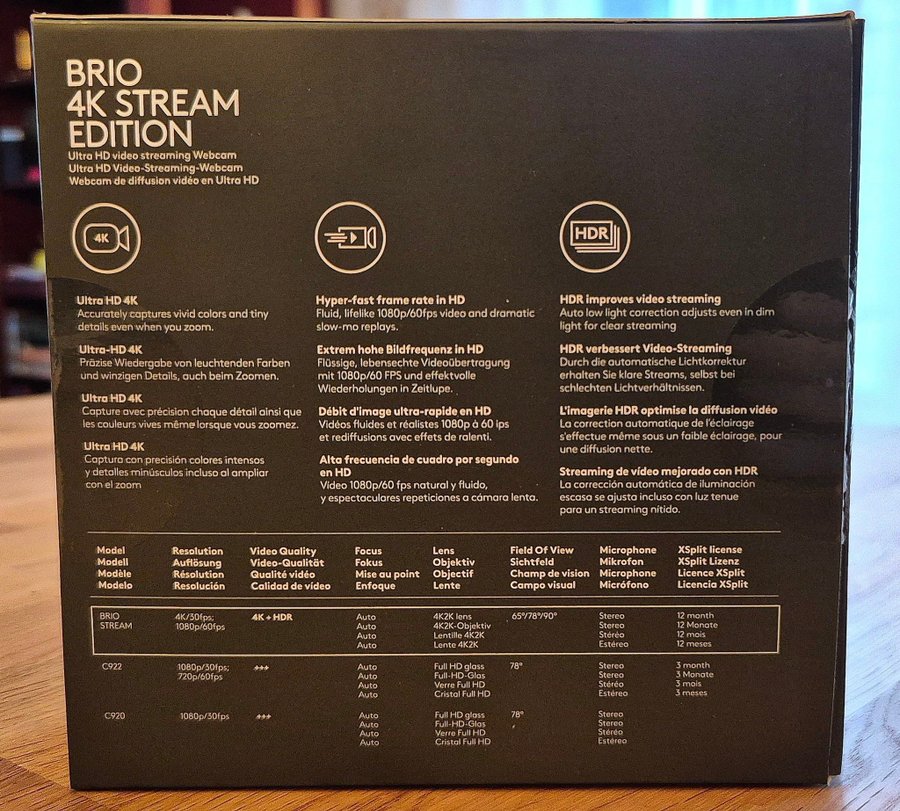 BRIO
4K STREAM
EDITION
Ultra HD video streaming Webcam
Ultra HD Video-Streaming-Webcam
Webcam de diffusion vidéo en Ultra HD
4K
HDR
Ultra HD 4K
Accurately captures vivid colors and tiny
details even when you zoom.
Ultra-HD 4K
Präzise Wiedergabe von leuchtenden Farben
und winzigen Details, auch beim Zoomen.
Ultra HD 4K
Capture avec précision chaque détail ainsi que
les couleurs vives même lorsque vous zoomez.
Ultra HD 4K
Captura con precisión colores intensos
y detalles minúsculos incluso al ampliar
con el zoom
Hyper-fast frame rate in HD
Fluid, lifelike 1080p/60fps video and dramatic
slow-mo replays.
Extrem hohe Bildfrequenz in HD
Flüssige, lebensechte Videoübertragung
mit 1080p/60 FPS und effektvolle
Wiederholungen in Zeitlupe.
Débit d'image ultra-rapide en HD
Vidéos fluides et réalistes 1080p à 60 ips
et rediffusions avec effets de ralenti.
Alta frecuencia de cuadro por segundo
en HD
Video 1080p/60 fps natural y fluido,
y espectaculares repeticiones a cámara lenta.
HDR improves video streaming
Auto low light correction adjusts even in dim
light for clear streaming
HDR verbessert Video-Streaming
Durch die automatische Lichtkorrektur
erhalten Sie klare Streams, selbst bei
schlechten Lichtverhältnissen.
L'imagerie HDR optimise la diffusion vidéo
La correction automatique de l'éclairage
s'effectue même sous un faible éclairage, pour
une diffusion nette.
Streaming de vídeo mejorado con HDR
La corrección automática de iluminación
escasa se ajusta incluso con luz tenue
para un streaming nítido.
Model Resolution Video Quality Focus Lens Field Of View Microphone XSplit license
Modell Auflösung Video-Qualität Fokus Objektiv Sichtfeld Mikrofon XSplit Lizenz
Modèle Résolution Qualité vidéo Mise au point Objectif Champ de vision Microphone Licence XSplit
Modelo Resolución Calidad de vídeo Enfoque Lente Campo visual Micrófono Licencia XSplit
BRIO 4K/30fps; 4K + HDR Auto 4K2K lens 65°/78°/90° Stereo 12 month
STREAM 1080p/60fps Auto 4K2K-Objektiv Stereo 12 Monate
Auto Lentille 4K2K Stéréo 12 mois
Auto Lente 4K2K Estéreo 12 meses
C922 1080p/30fps; *** Auto Full HD glass 78° Stereo 3 month
720p/60fps Auto Full-HD-Glas Stereo 3 Monate
Auto Verre Full HD Stéréo 3 mois
Auto Cristal Full HD Estéreo 3 meses
C920 1080p/30fps *** Auto Full HD glass 78° Stereo
Auto Full-HD-Glas Stereo
Auto Verre Full HD Stéréo
Auto Cristal Full HD Estéreo